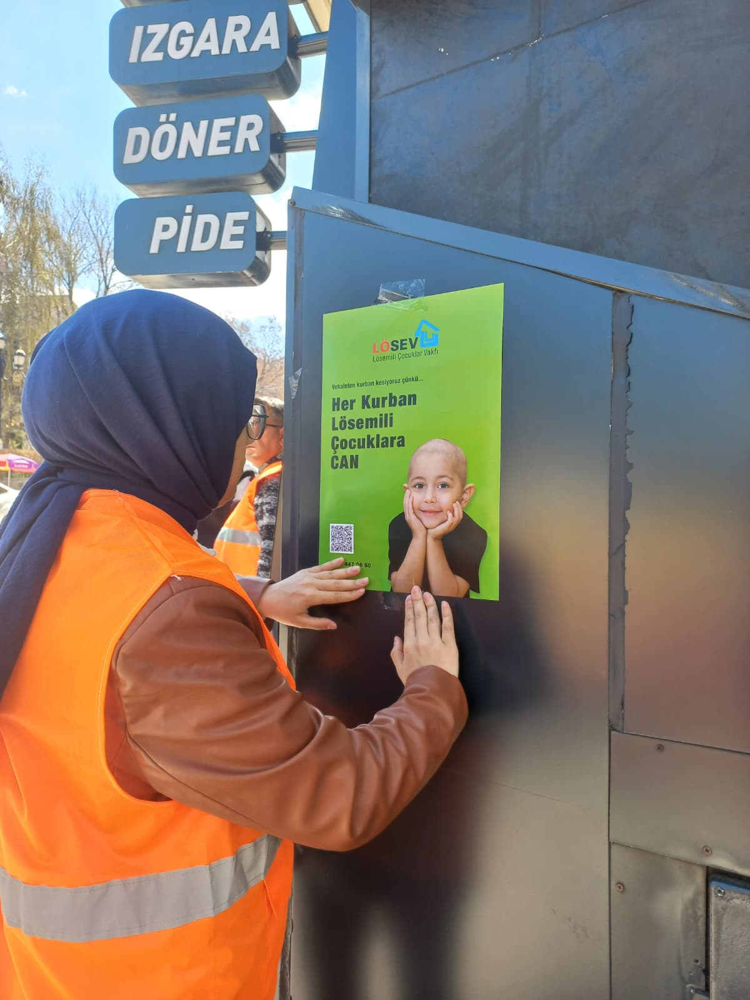 IZGARA
DÖNER
PİDE
LÖSEV
Lösemili Çocuklar Vakfı
Vekaleten kurban kesiyoruz çünkü...
Her Kurban
Lösemili
Çocuklara
CAN
447 06 60